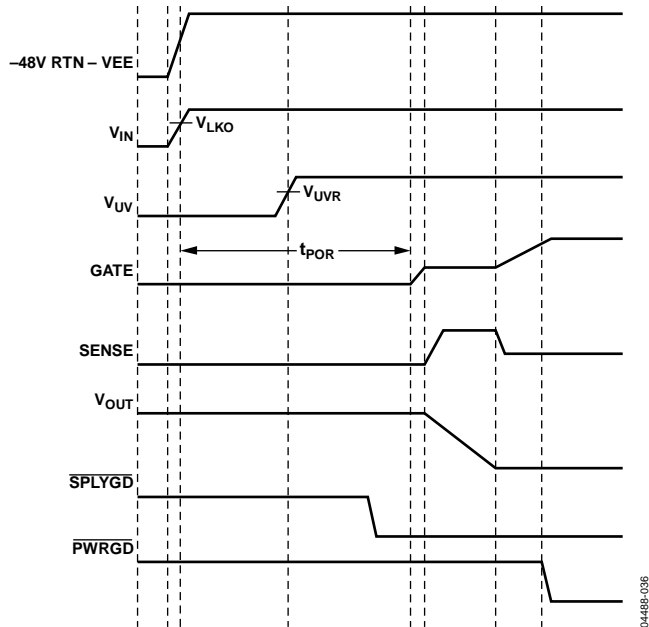 –48V RTN – VEE
VIN
VLKO
VUV
VUVR
tPOR
GATE
SENSE
VOUT
SPLYGD
PWRGD
04488-036